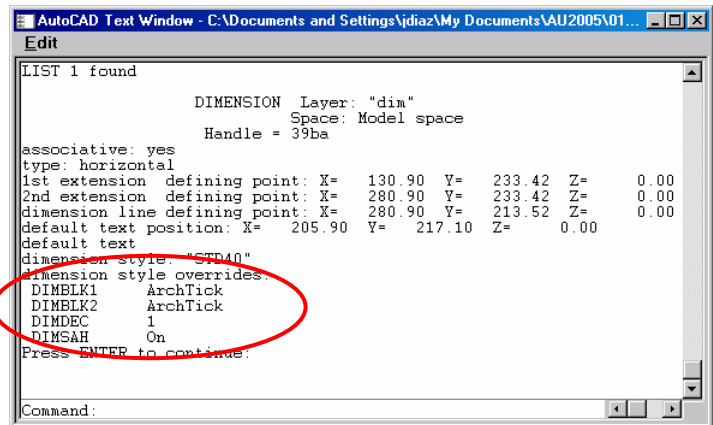 AutoCAD Text Window - C:\Documents and Settings\jdiaz\My Documents\AU2005\01...
Edit
LIST 1 found
DIMENSION Layer: "dim"
Space: Model space
Handle = 39ba
associative: yes
type: horizontal
1st extension defining point: X= 130.90 Y= 233.42 Z= 0.00
2nd extension defining point: X= 280.90 Y= 233.42 Z= 0.00
dimension line defining point: X= 280.90 Y= 213.52 Z= 0.00
default text position: X= 205.90 Y= 217.10 Z= 0.00
default text
dimension style: "STD40"
dimension style overrides:
DIMBLK1 ArchTick
DIMBLK2 ArchTick
DIMDEC 1
DIMSAH On
Press ENTER to continue:
Command: